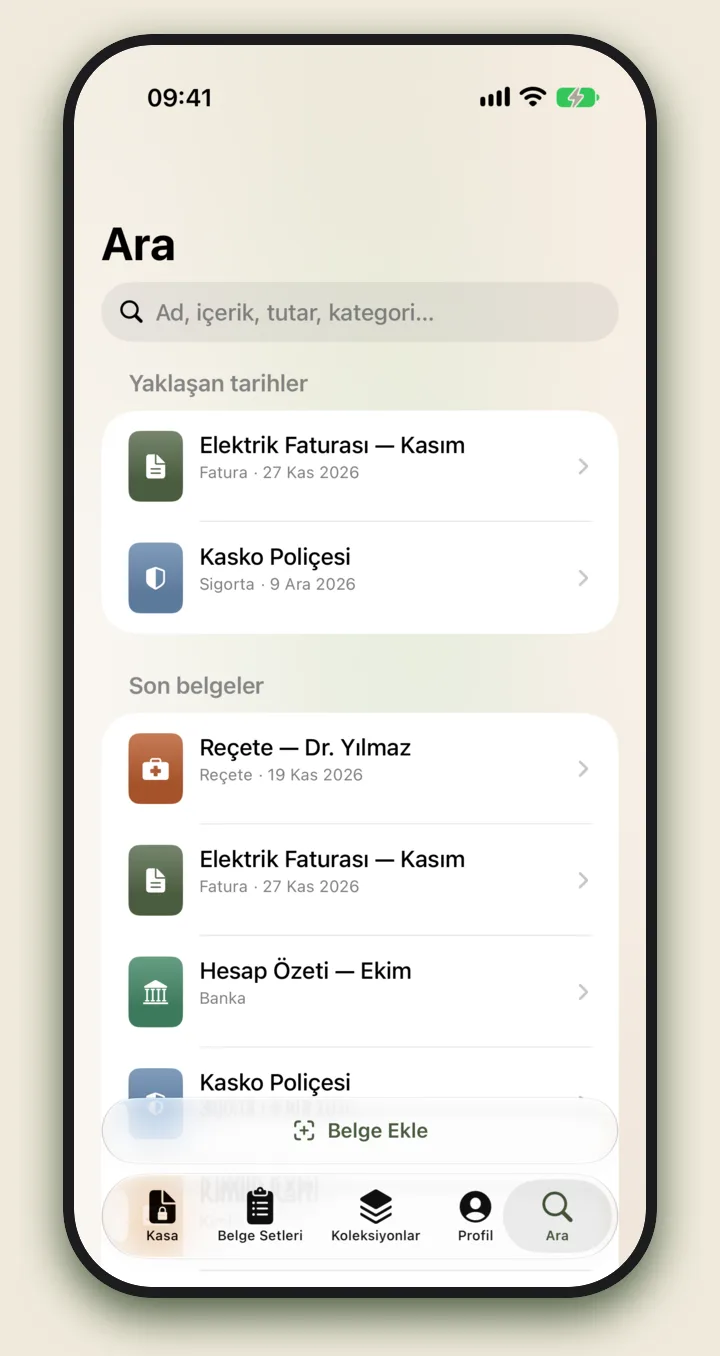 09:41
Ara
Ad, içerik, tutar, kategori...
Yaklaşan tarihler
Elektrik Faturası — Kasım
Fatura · 27 Kas 2026
Kasko Poliçesi
Sigorta · 9 Ara 2026
Son belgeler
Reçete — Dr. Yılmaz
Reçete · 19 Kas 2026
Elektrik Faturası — Kasım
Fatura · 27 Kas 2026
Hesap Özeti — Ekim
Banka
Kasko Poliçesi
Belge Ekle
Kasa
Belge Setleri
Koleksiyonlar
Profil
Ara